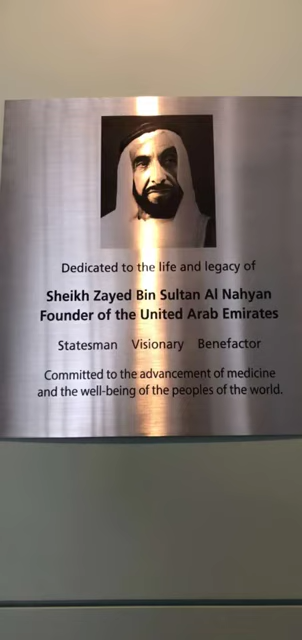 Dedicated to the life and legacy of
Sheikh Zayed Bin Sultan Al Nahyan
Founder of the United Arab Emirates
Statesman Visionary Benefactor
Committed to the advancement of medicine
and the well-being of the peoples of the world.